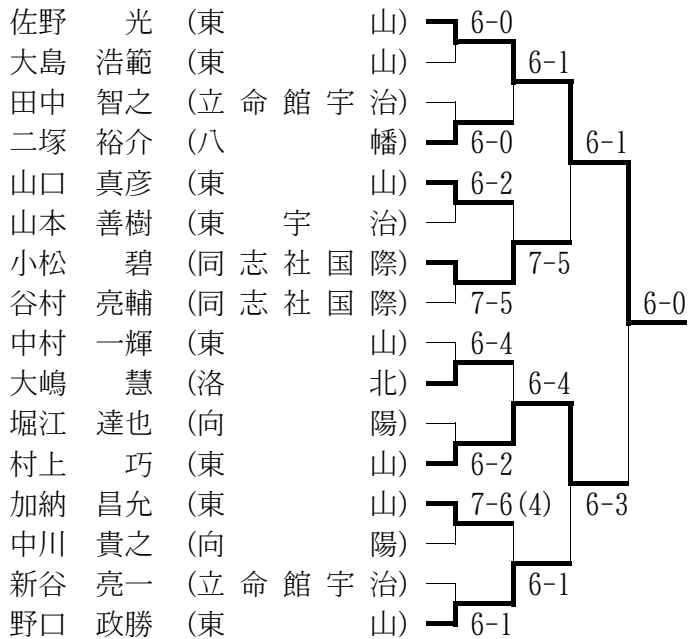 佐野 光 (東 山) 6-0
大島 浩範 (東 山) 6-1
田中 智之 (立命館宇治)
二塚 裕介 (八 幡) 6-0 6-1
山口 真彦 (東 山) 6-2
山本 善樹 (東 宇 治)
小松 碧 (同志社国際) 7-5
谷村 亮輔 (同志社国際) 7-5 6-0
中村 一輝 (東 山) 6-4
大嶋 慧 (洛 北) 6-4
堀江 達也 (向 陽)
村上 巧 (東 山) 6-2
加納 昌允 (東 山) 7-6(4) 6-3
中川 貴之 (向 陽)
新谷 亮一 (立命館宇治) 6-1
野口 政勝 (東 山) 6-1